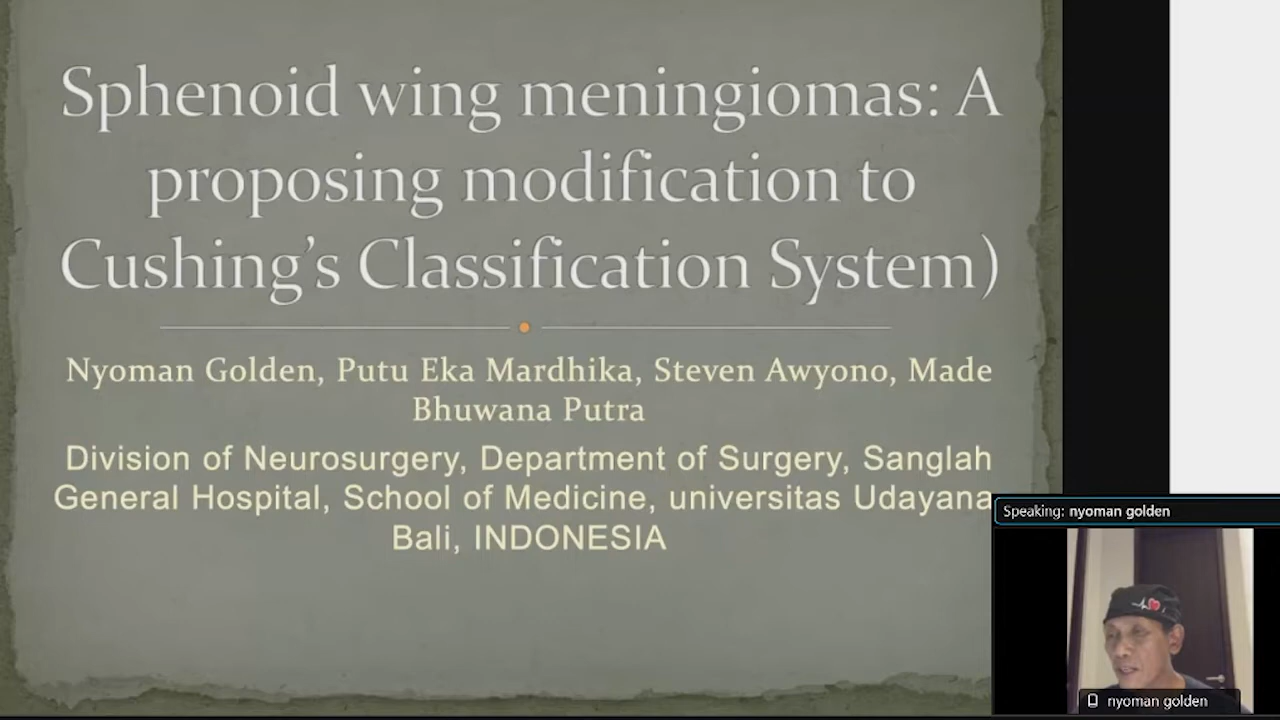 Sphenoid wing meningiomas: A
proposing modification to
Cushing's Classification System)
Nyoman Golden, Putu Eka Mardhika, Steven Awyono, Made
Bhuwana Putra
Division of Neurosurgery, Department of Surgery, Sanglah
General Hospital, School of Medicine, universitas Udayana
Bali, INDONESIA
Speaking: nyoman golden
nyoman golden